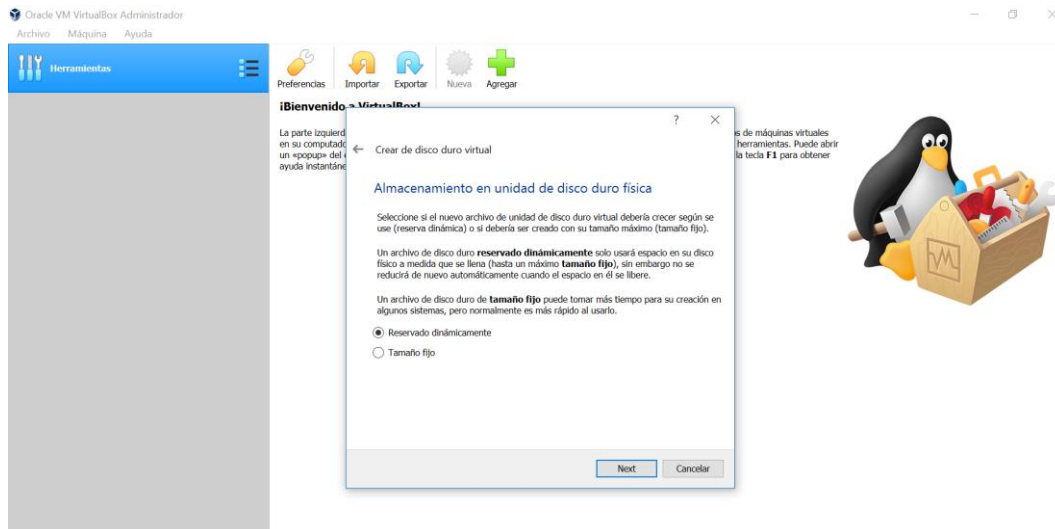 Oracle VM VirtualBox Administrador
Archivo Máquina Ayuda
Herramientas
Preferencias Importar Exportar Nueva Agregar
¡Bienvenido a VirtualBox!
La parte izquierd
en su computado
un «popup» del
ayuda instantáne
s de máquinas virtuales
herramientas. Puede abrir
la tecla F1 para obtener
?
Crear de disco duro virtual
Almacenamiento en unidad de disco duro física
Seleccione si el nuevo archivo de unidad de disco duro virtual debería crecer según se
use (reserva dinámica) o si debería ser creado con su tamaño máximo (tamaño fijo).
Un archivo de disco duro reservado dinámicamente solo usará espacio en su disco
físico a medida que se llena (hasta un máximo tamaño fijo), sin embargo no se
reducirá de nuevo automáticamente cuando el espacio en él se libere.
Un archivo de disco duro de tamaño fijo puede tomar más tiempo para su creación en
algunos sistemas, pero normalmente es más rápido al usarlo.
Reservado dinámicamente
Tamaño fijo
Next Cancelar